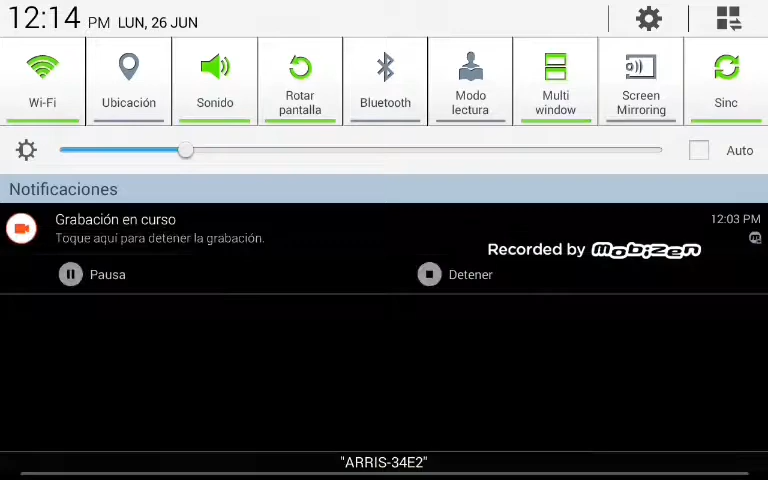 12:14 PM LUN, 26 JUN
Wi-Fi
Ubicación
Sonido
Rotar
pantalla
Bluetooth
Modo
lectura
Multi
window
Screen
Mirroring
Sinc
Auto
Notificaciones
Grabación en curso
12:03 PM
Toque aquí para detener la grabación.
Recorded by mobizen
Pausa
Detener
"ARRIS-34E2"